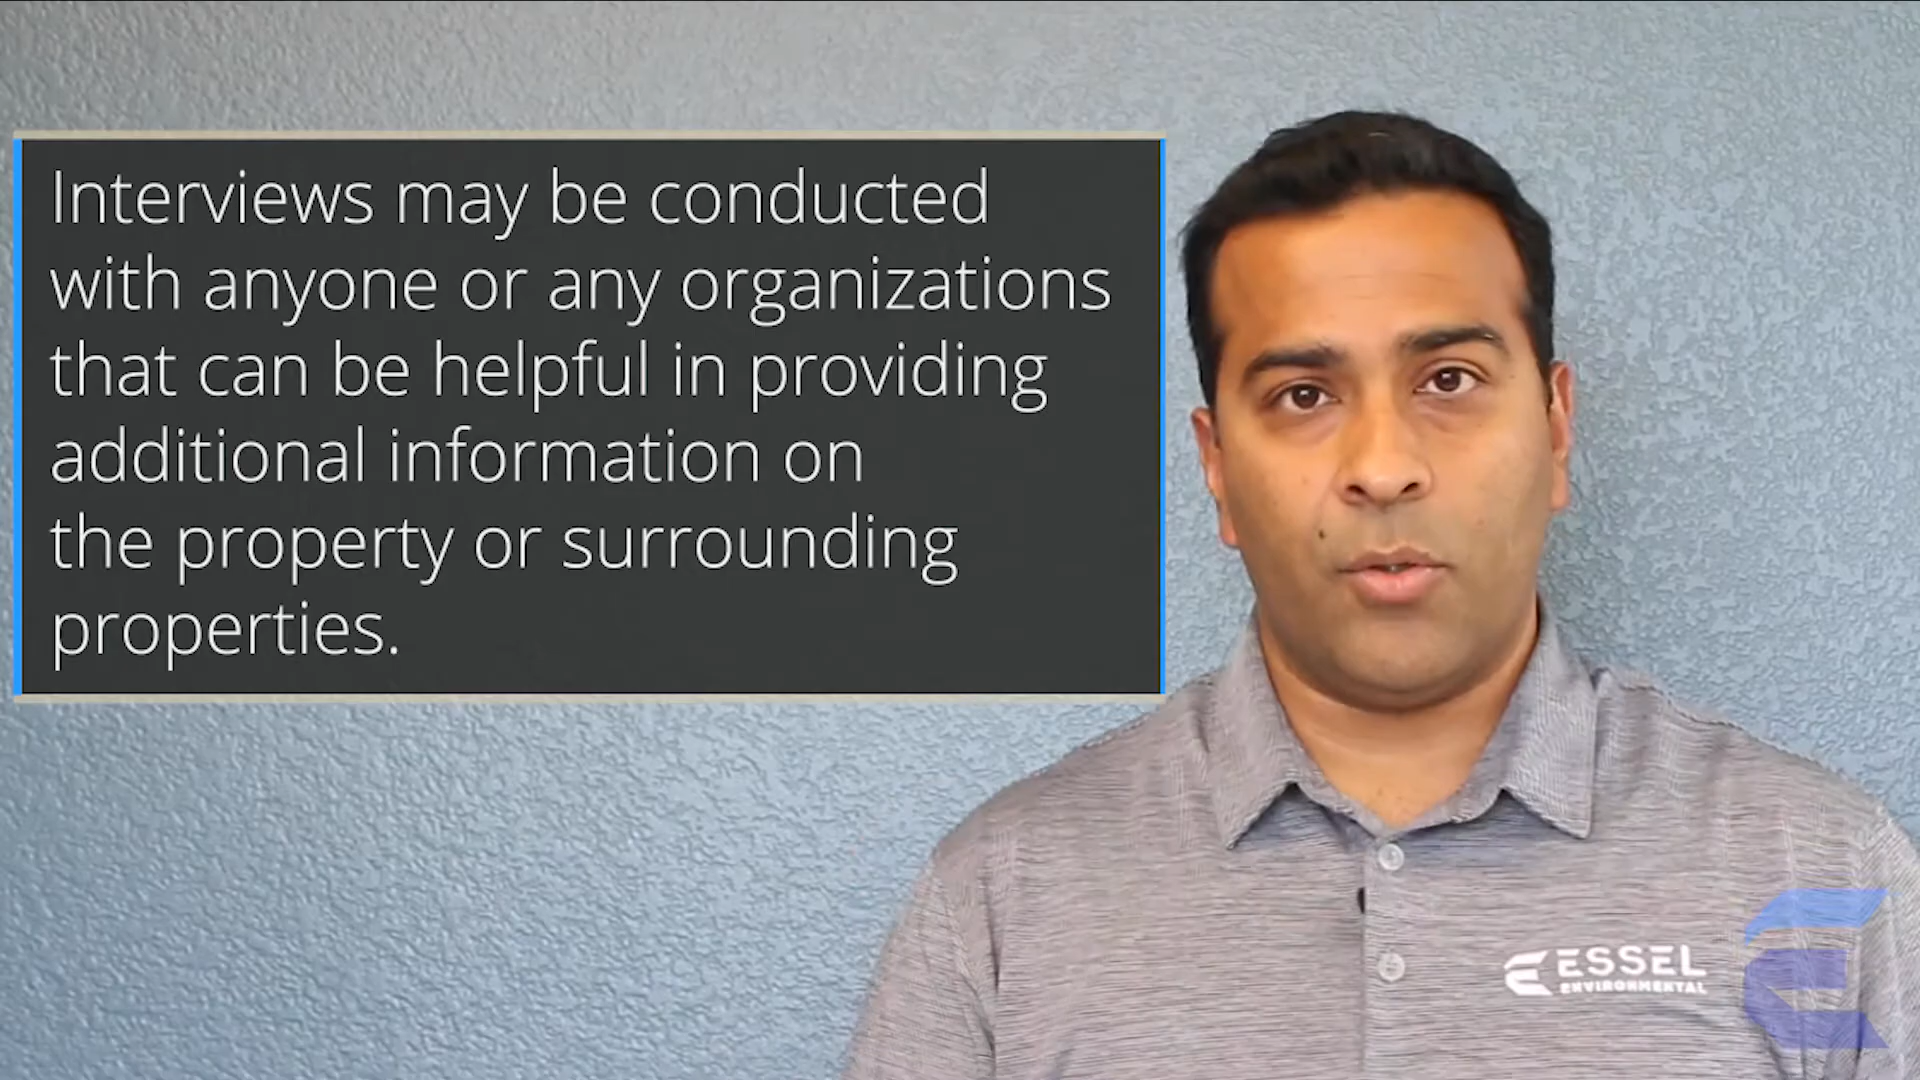 Interviews may be conducted
with anyone or any organizations
that can be helpful in providing
additional information on
the property or surrounding
properties.
ESSEL
ENVIRONMENTAL